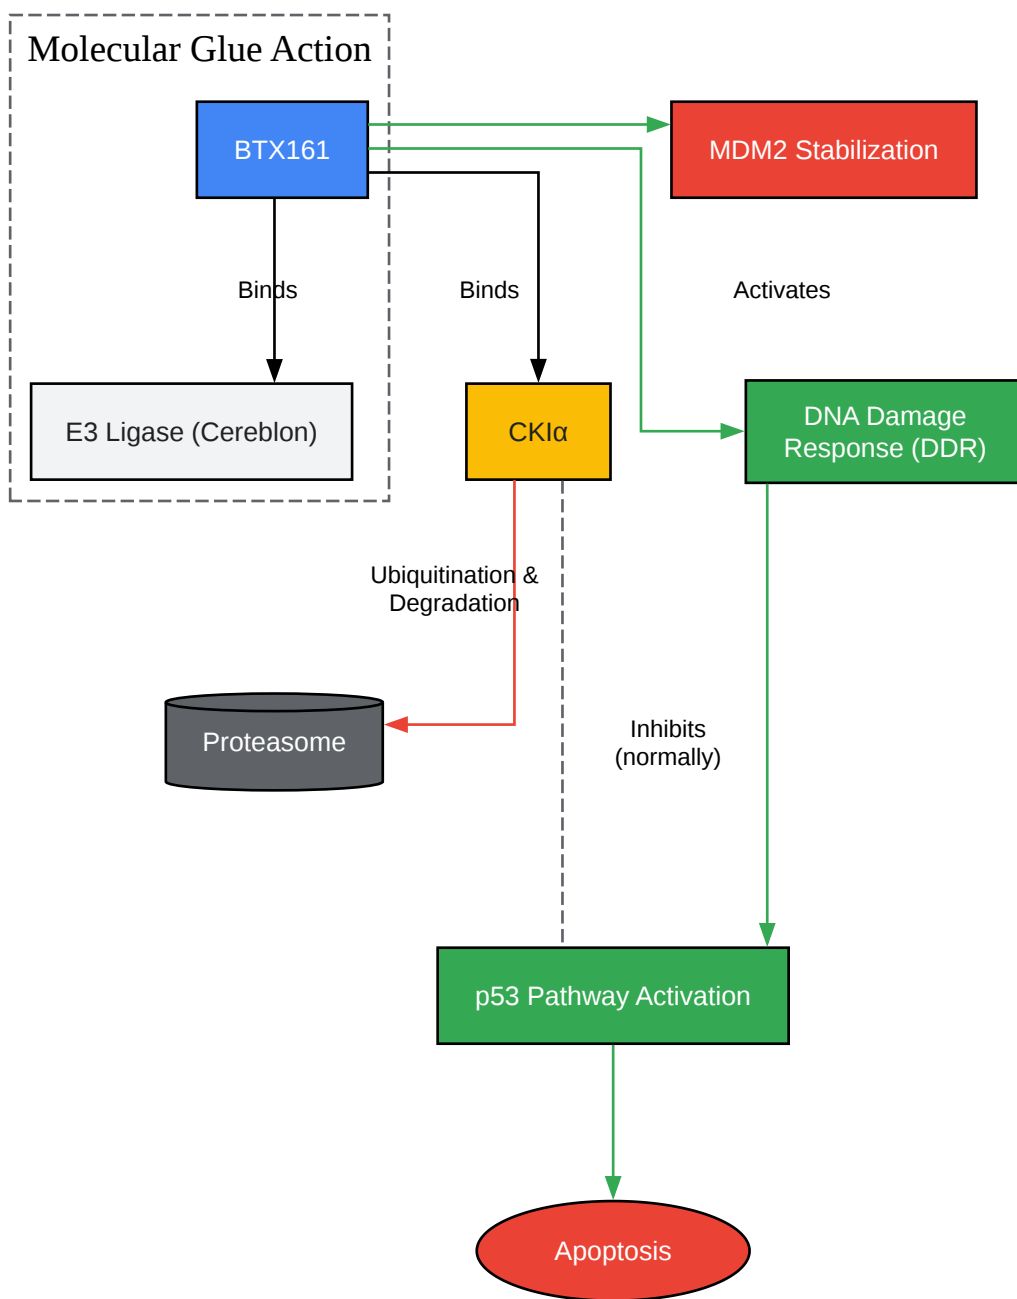 Molecular Glue Action
BTX161
MDM2 Stabilization
Binds
Binds
Activates
E3 Ligase (Cereblon)
CKIα
DNA Damage
Response (DDR)
Ubiquitination &
Degradation
Proteasome
Inhibits
(normally)
p53 Pathway Activation
Apoptosis